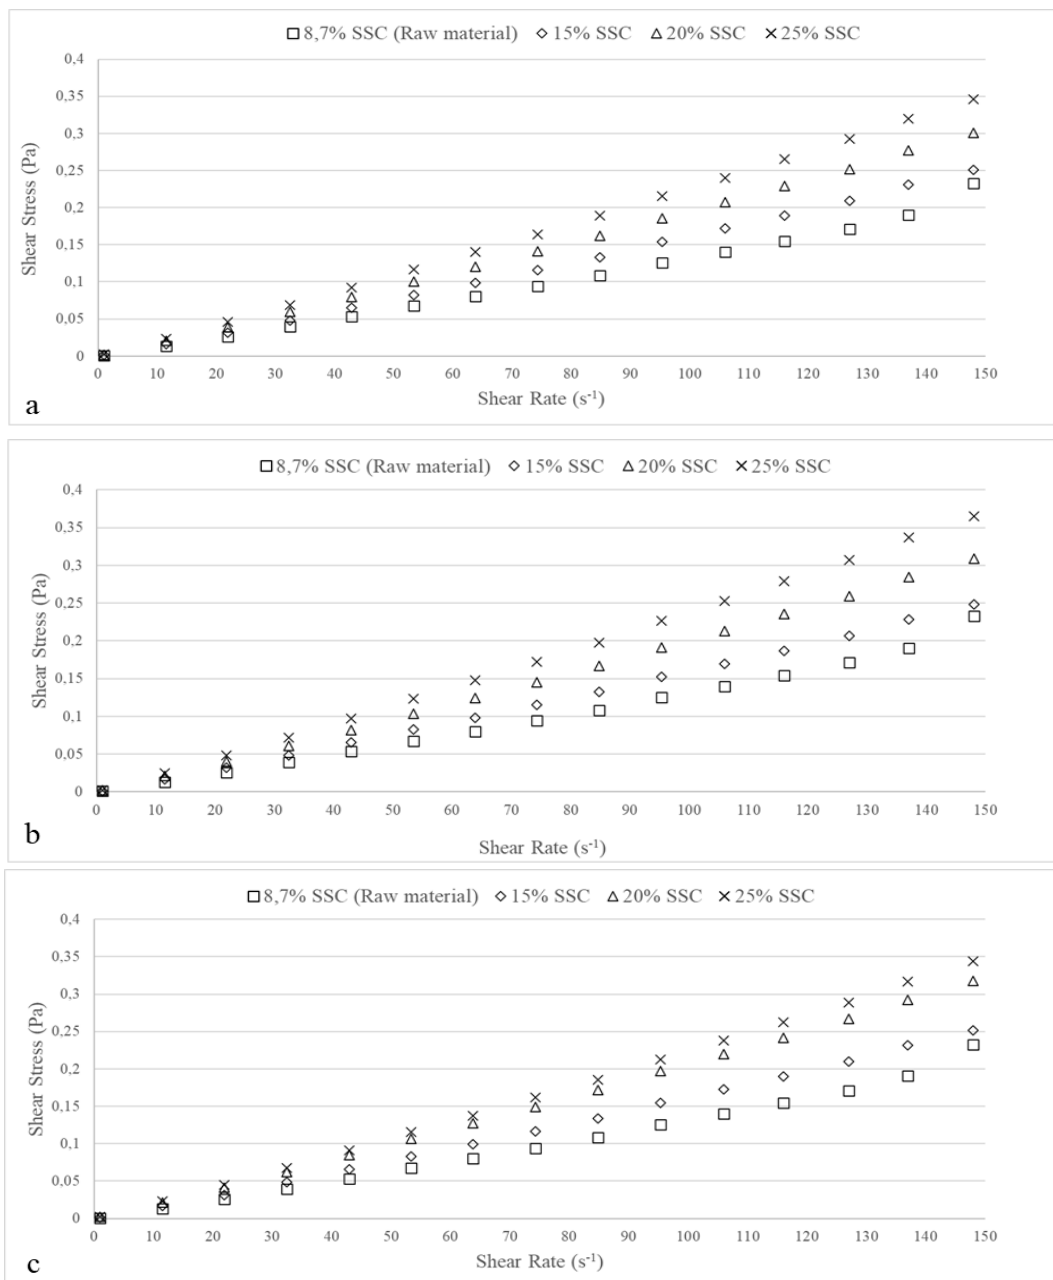 8,7% SSC (Raw material) 15% SSC 20% SSC 25% SSC
0,4
0,35
0,3
0,25
0,2
0,15
0,1
0,05
0
Shear Stress (Pa)
0 10 20 30 40 50 60 70 80 90 100 110 120 130 140 150
Shear Rate (s⁻¹)
a
8,7% SSC (Raw material) 15% SSC 20% SSC 25% SSC
0,4
0,35
0,3
0,25
0,2
0,15
0,1
0,05
0
Shear Stress (Pa)
0 10 20 30 40 50 60 70 80 90 100 110 120 130 140 150
Shear Rate (s⁻¹)
b
8,7% SSC (Raw material) 15% SSC 20% SSC 25% SSC
0,4
0,35
0,3
0,25
0,2
0,15
0,1
0,05
0
Shear Stress (Pa)
0 10 20 30 40 50 60 70 80 90 100 110 120 130 140 150
Shear Rate (s⁻¹)
c